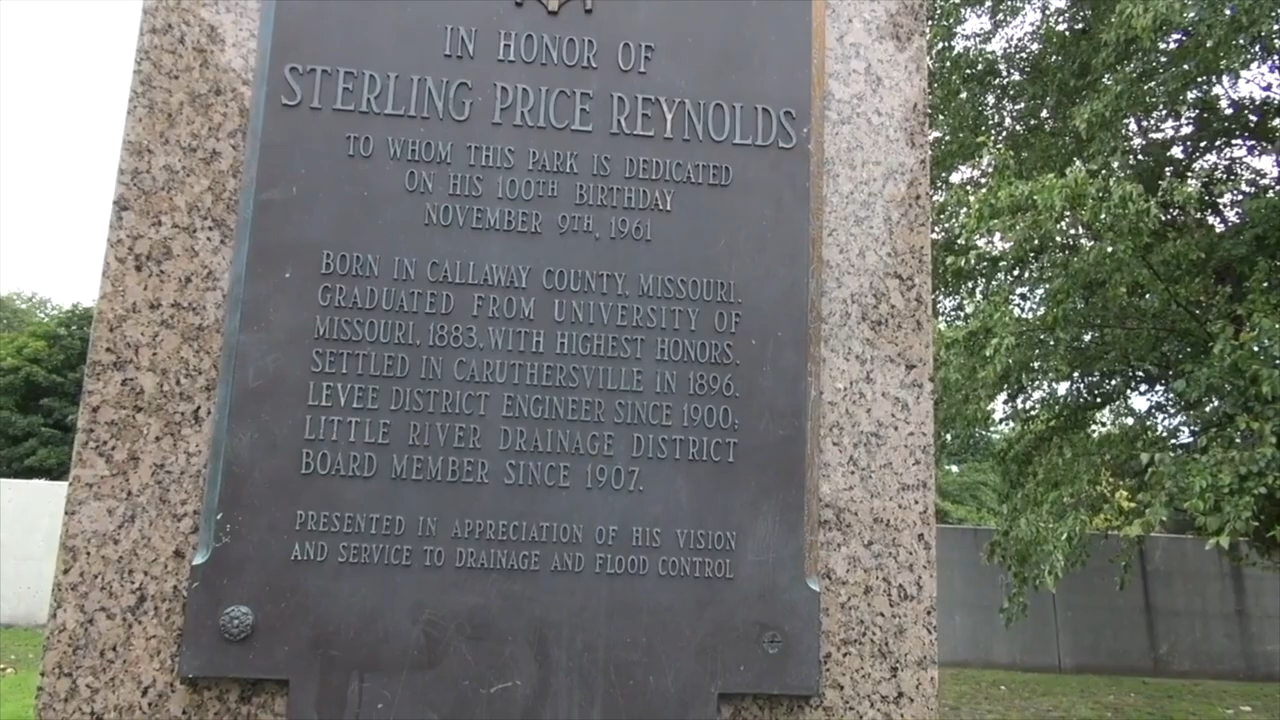 IN HONOR OF
STERLING PRICE REYNOLDS
TO WHOM THIS PARK IS DEDICATED
ON HIS 100TH BIRTHDAY
NOVEMBER 9TH, 1961
BORN IN CALLAWAY COUNTY, MISSOURI.
GRADUATED FROM UNIVERSITY OF
MISSOURI, 1883, WITH HIGHEST HONORS.
SETTLED IN CARUTHERSVILLE IN 1896.
LEVEE DISTRICT ENGINEER SINCE 1900;
LITTLE RIVER DRAINAGE DISTRICT
BOARD MEMBER SINCE 1907.
PRESENTED IN APPRECIATION OF HIS VISION
AND SERVICE TO DRAINAGE AND FLOOD CONTROL